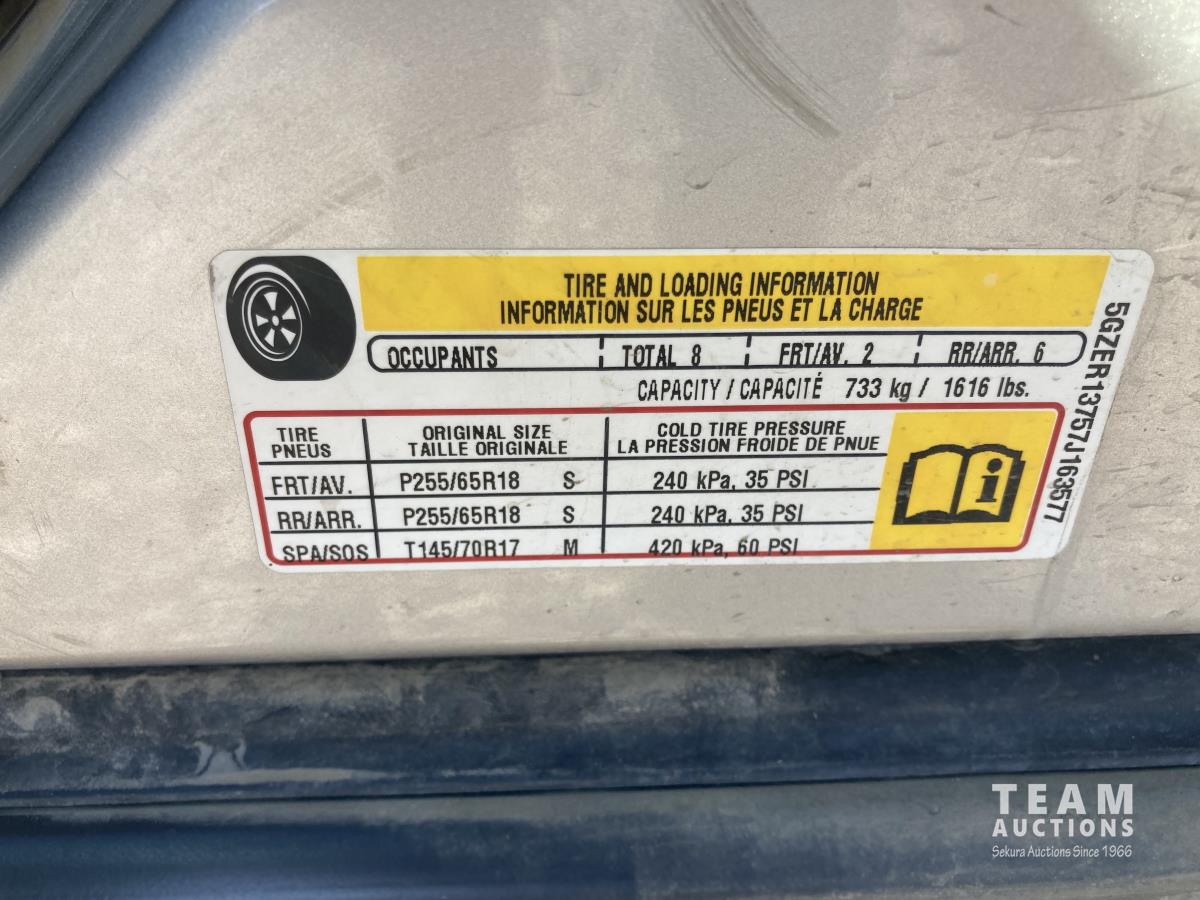 TIRE AND LOADING INFORMATION
INFORMATION SUR LES PNEUS ET LA CHARGE
OCCUPANTS TOTAL 8 FRT/AV. 2 RR/ARR. 6
CAPACITY / CAPACITÉ 733 kg / 1616 lbs.
TIRE ORIGINAL SIZE COLD TIRE PRESSURE
PNEUS TAILLE ORIGINALE LA PRESSION FROIDE DE PNUE
FRT/AV. P255/65R18 S 240 kPa, 35 PSI
RR/ARR. P255/65R18 S 240 kPa, 35 PSI
SPA/SOS T145/70R17 M 420 kPa, 60 PSI
i
5GZER13757J163577
TEAM
AUCTIONS
Sekura Auctions Since 1966